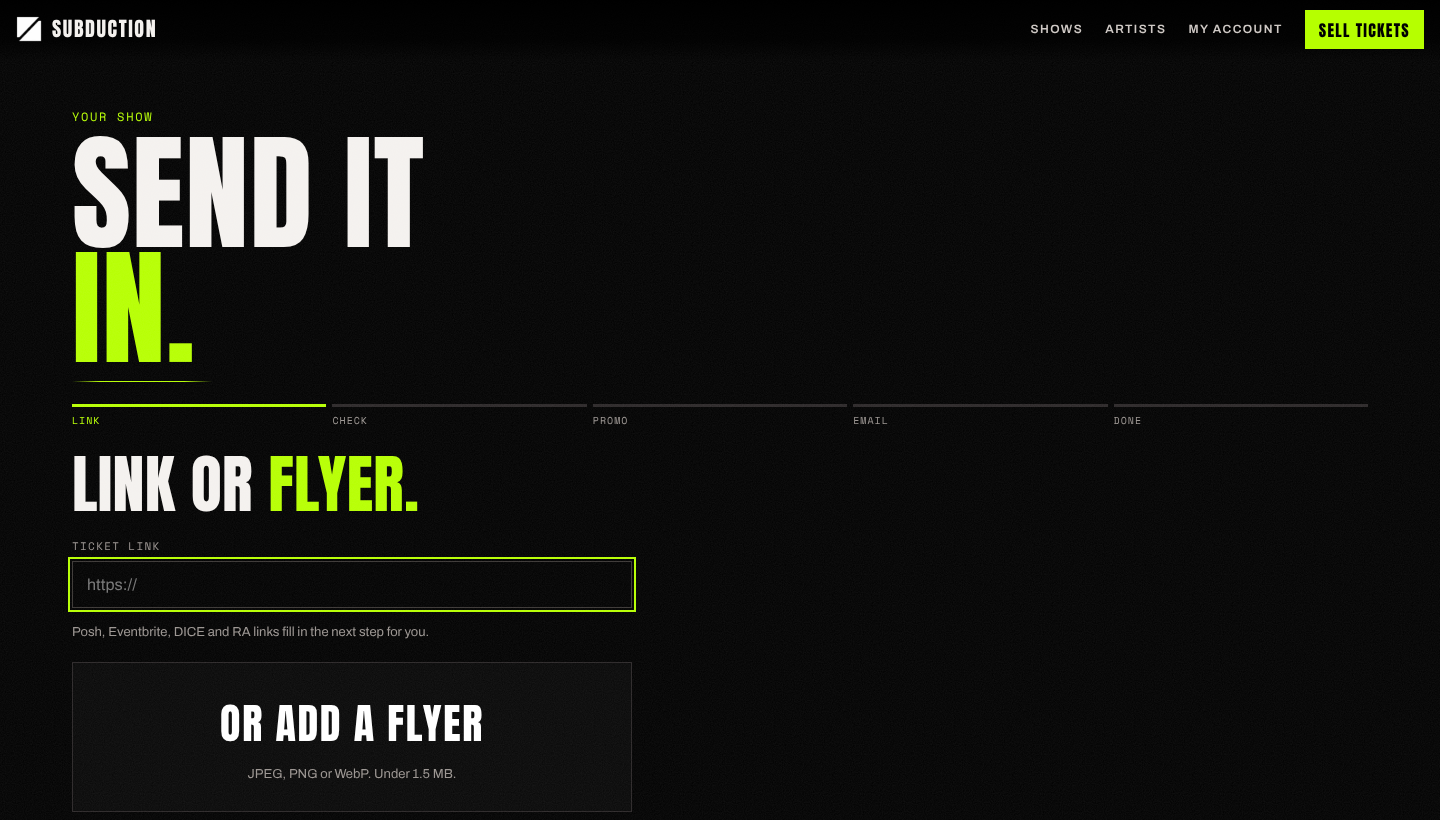 SUBDUCTION
SHOWS
ARTISTS
MY ACCOUNT
SELL TICKETS
YOUR SHOW
SEND IT
IN.
LINK
CHECK
PROMO
EMAIL
DONE
LINK OR FLYER.
TICKET LINK
https://
Posh, Eventbrite, DICE and RA links fill in the next step for you.
OR ADD A FLYER
JPEG, PNG or WebP. Under 1.5 MB.